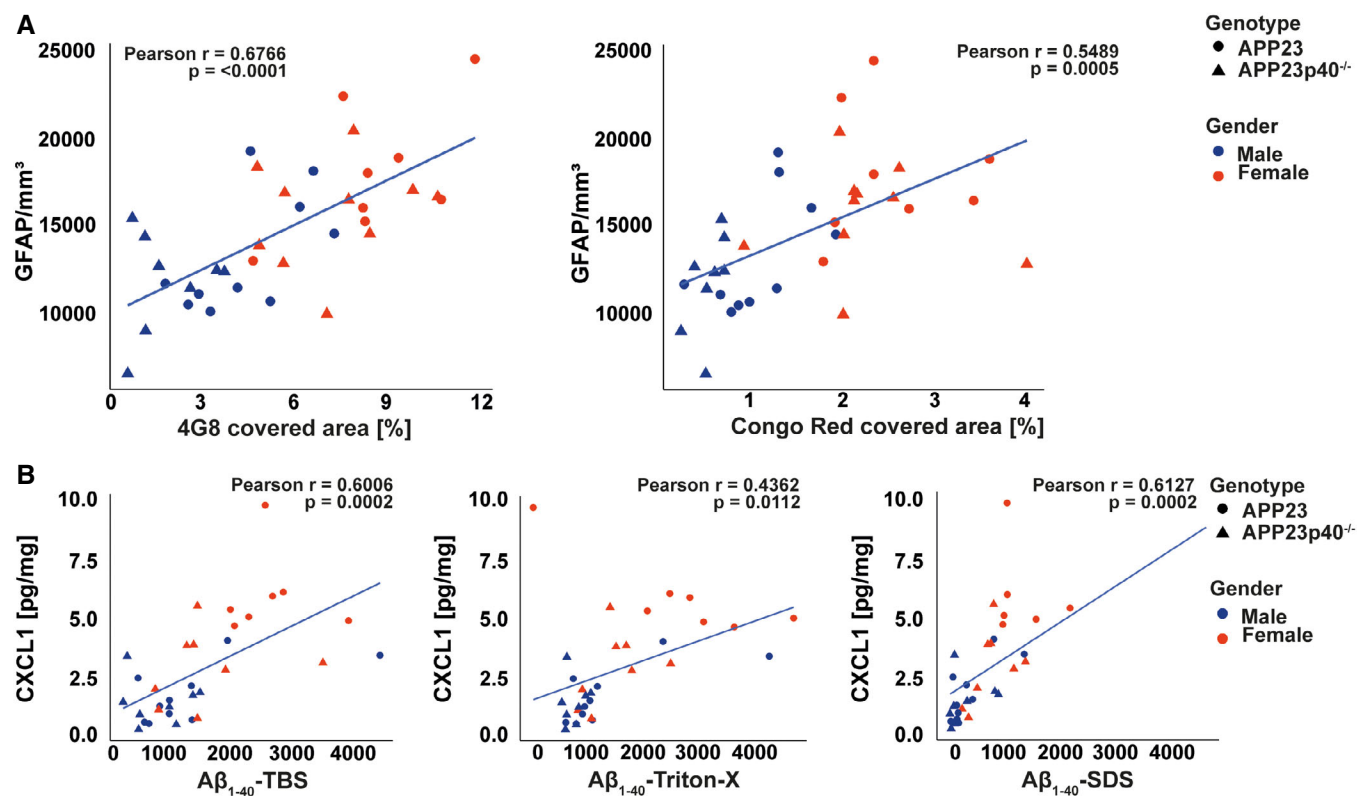 A
Pearson r = 0.6766
p = <0.0001
25000
20000
15000
10000
GFAP/mm³
0 3 6 9 12
4G8 covered area [%]
Pearson r = 0.5489
p = 0.0005
25000
20000
15000
10000
GFAP/mm³
1 2 3 4
Congo Red covered area [%]
Genotype
APP23
APP23p40-/-
Gender
Male
Female
B
Pearson r = 0.6006
p = 0.0002
10.0
7.5
5.0
2.5
0.0
CXCL1 [pg/mg]
0 1000 2000 3000 4000
Aβ1-40-TBS
Pearson r = 0.4362
p = 0.0112
10.0
7.5
5.0
2.5
0.0
CXCL1 [pg/mg]
0 1000 2000 3000 4000
Aβ1-40-Triton-X
Pearson r = 0.6127
p = 0.0002
10.0
7.5
5.0
2.5
0.0
CXCL1 [pg/mg]
0 1000 2000 3000 4000
Aβ1-40-SDS
Genotype
APP23
APP23p40-/-
Gender
Male
Female